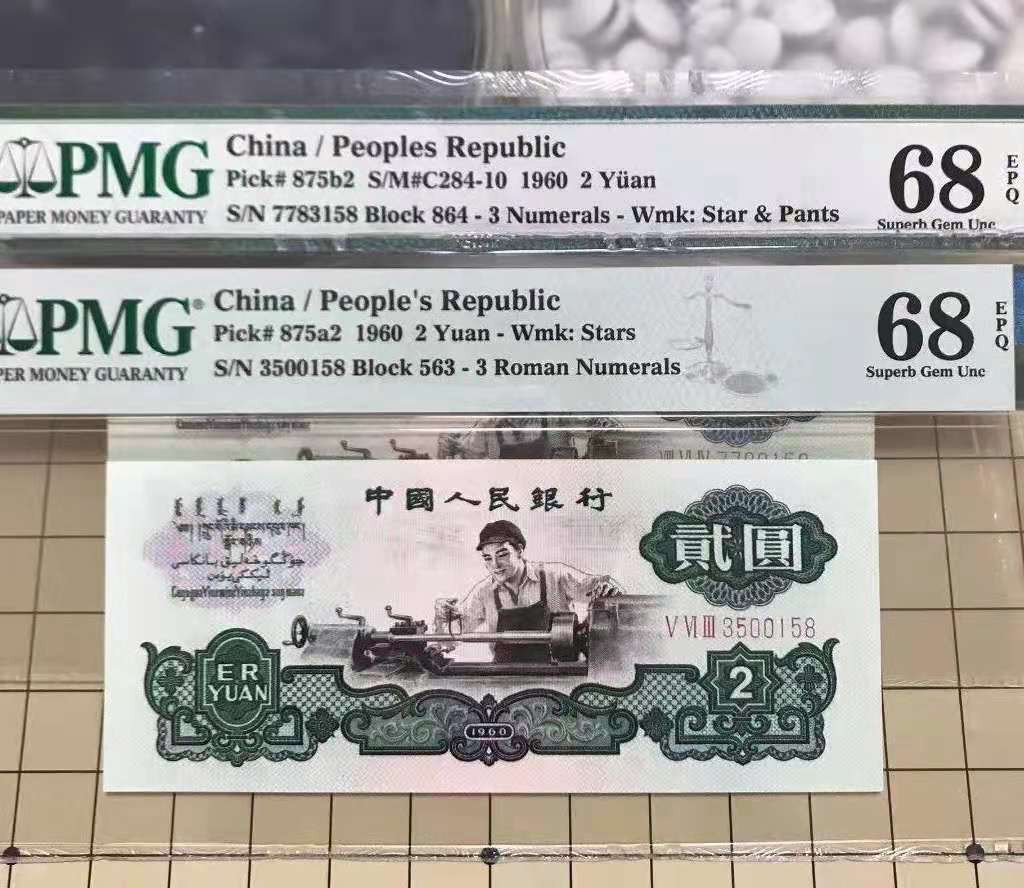 PMG
PAPER MONEY GUARANTY
China / Peoples Republic
Pick# 875b2 S/M#C284-10 1960 2 Yüan
S/N 7783158 Block 864 - 3 Numerals - Wmk: Star & Pants
68
EPQ
Superb Gem Unc
PMG®
PER MONEY GUARANTY
China / People's Republic
Pick# 875a2 1960 2 Yuan - Wmk: Stars
S/N 3500158 Block 563 - 3 Roman Numerals
68
EPQ
Superb Gem Unc
中國人民銀行
貳圓
V VI III 3500158
ER
YUAN
1960
2